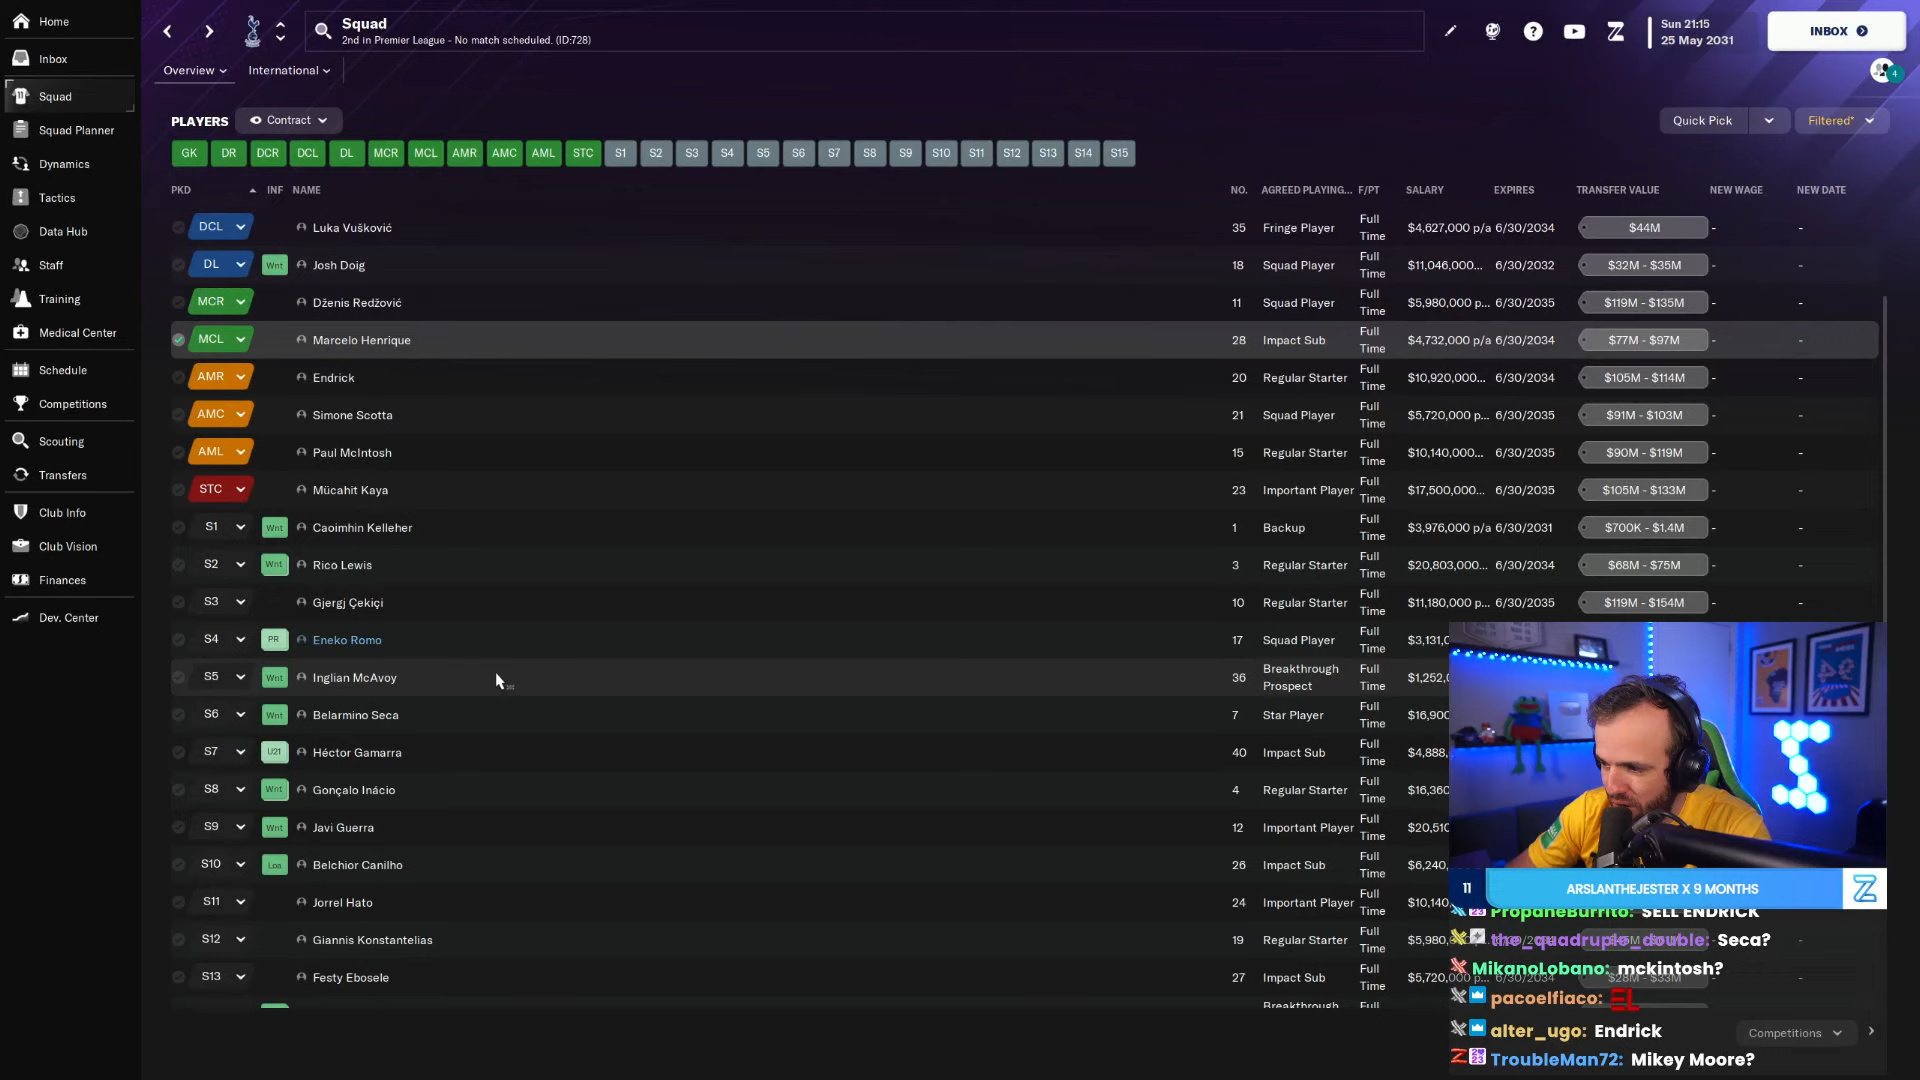 Home
Inbox
Squad
Squad Planner
Dynamics
Tactics
Data Hub
Staff
Training
Medical Center
Schedule
Competitions
Scouting
Transfers
Club Info
Club Vision
Finances
Dev. Center
Squad
2nd in Premier League - No match scheduled. (ID:728)
Sun 21:15
25 May 2031
INBOX
4
Overview International
PLAYERS Contract Quick Pick Filtered*
GK DR DCR DCL DL MCR MCL AMR AMC AML STC S1 S2 S3 S4 S5 S6 S7 S8 S9 S10 S11 S12 S13 S14 S15
PKD INF NAME NO. AGREED PLAYING... F/PT SALARY EXPIRES TRANSFER VALUE NEW WAGE NEW DATE
DCL Luka Vušković 35 Fringe Player Full Time $4,627,000 p/a 6/30/2034 $44M - -
DL Wnt Josh Doig 18 Squad Player Full Time $11,046,000... 6/30/2032 $32M - $35M - -
MCR Dženis Redžović 11 Squad Player Full Time $5,980,000 p... 6/30/2035 $119M - $135M - -
MCL Marcelo Henrique 28 Impact Sub Full Time $4,732,000 p/a 6/30/2034 $77M - $97M - -
AMR Endrick 20 Regular Starter Full Time $10,920,000... 6/30/2034 $105M - $114M - -
AMC Simone Scotta 21 Squad Player Full Time $5,720,000 p... 6/30/2035 $91M - $103M - -
AML Paul McIntosh 15 Regular Starter Full Time $10,140,000... 6/30/2035 $90M - $119M - -
STC Mücahit Kaya 23 Important Player Full Time $17,500,000... 6/30/2035 $105M - $133M - -
S1 Wnt Caoimhin Kelleher 1 Backup Full Time $3,976,000 p/a 6/30/2031 $700K - $1.4M - -
S2 Wnt Rico Lewis 3 Regular Starter Full Time $20,803,000... 6/30/2034 $68M - $75M - -
S3 Gjergj Çekiçi 10 Regular Starter Full Time $11,180,000 p... 6/30/2035 $119M - $154M - -
S4 PR Eneko Romo 17 Squad Player Full Time $3,131,0
S5 Wnt Inglian McAvoy 36 Breakthrough Prospect Full Time $1,252,
S6 Wnt Belarmino Seca 7 Star Player Full Time $16,900
S7 U21 Héctor Gamarra 40 Impact Sub Full Time $4,888,
S8 Wnt Gonçalo Inácio 4 Regular Starter Full Time $16,360
S9 Wnt Javi Guerra 12 Important Player Full Time $20,510
S10 Loa Belchior Canilho 26 Impact Sub Full Time $6,240,
S11 Jorrel Hato 24 Important Player Full Time $10,140
S12 Giannis Konstantelias 19 Regular Starter Full Time $5,980,
S13 Festy Ebosele 27 Impact Sub Full Time $5,720,000 p... 6/30/2034 $28M - $33M - -
Breakthrough Full
11 ARSLANTHEJESTER X 9 MONTHS
PropaneBurrito: SELL ENDRICK
the_quadruple_double: Seca?
MikanoLobano: mckintosh?
pacoelfiaco: EL
alter_ugo: Endrick
TroubleMan72: Mikey Moore?
Competitions